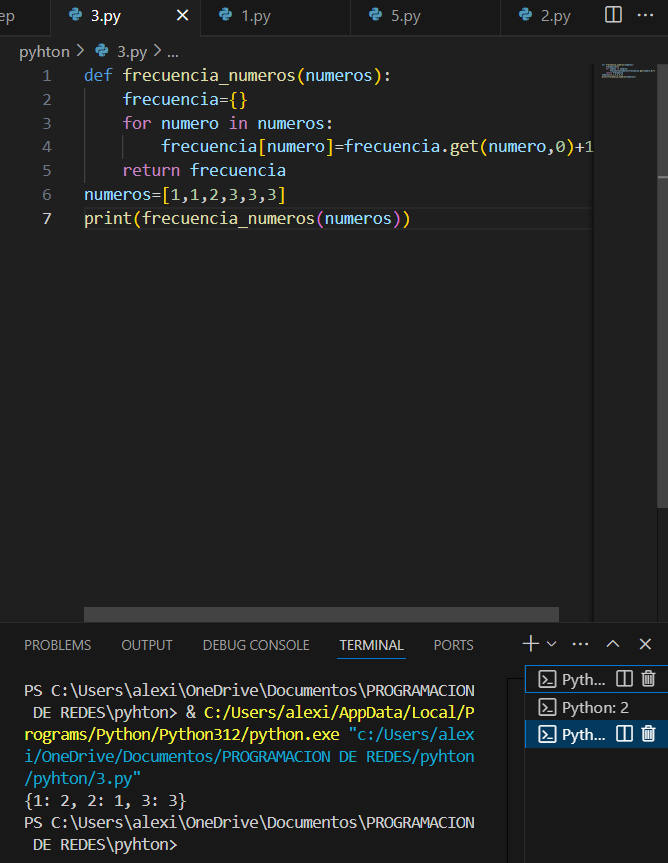 ep
3.py
1.py
5.py
2.py
pyhton > 3.py > ...
1 def frecuencia_numeros(numeros):
2 frecuencia={}
3 for numero in numeros:
4 frecuencia[numero]=frecuencia.get(numero,0)+1
5 return frecuencia
6 numeros=[1,1,2,3,3,3]
7 print(frecuencia_numeros(numeros))
PROBLEMS OUTPUT DEBUG CONSOLE TERMINAL PORTS
PS C:\Users\alexi\OneDrive\Documentos\PROGRAMACION
DE REDES\pyhton> & C:/Users/alexi/AppData/Local/P
rograms/Python/Python312/python.exe "c:/Users/alex
i/OneDrive/Documentos/PROGRAMACION DE REDES/pyhton
/pyhton/3.py"
{1: 2, 2: 1, 3: 3}
PS C:\Users\alexi\OneDrive\Documentos\PROGRAMACION
DE REDES\pyhton>
Pyth...
Python: 2
Pyth...